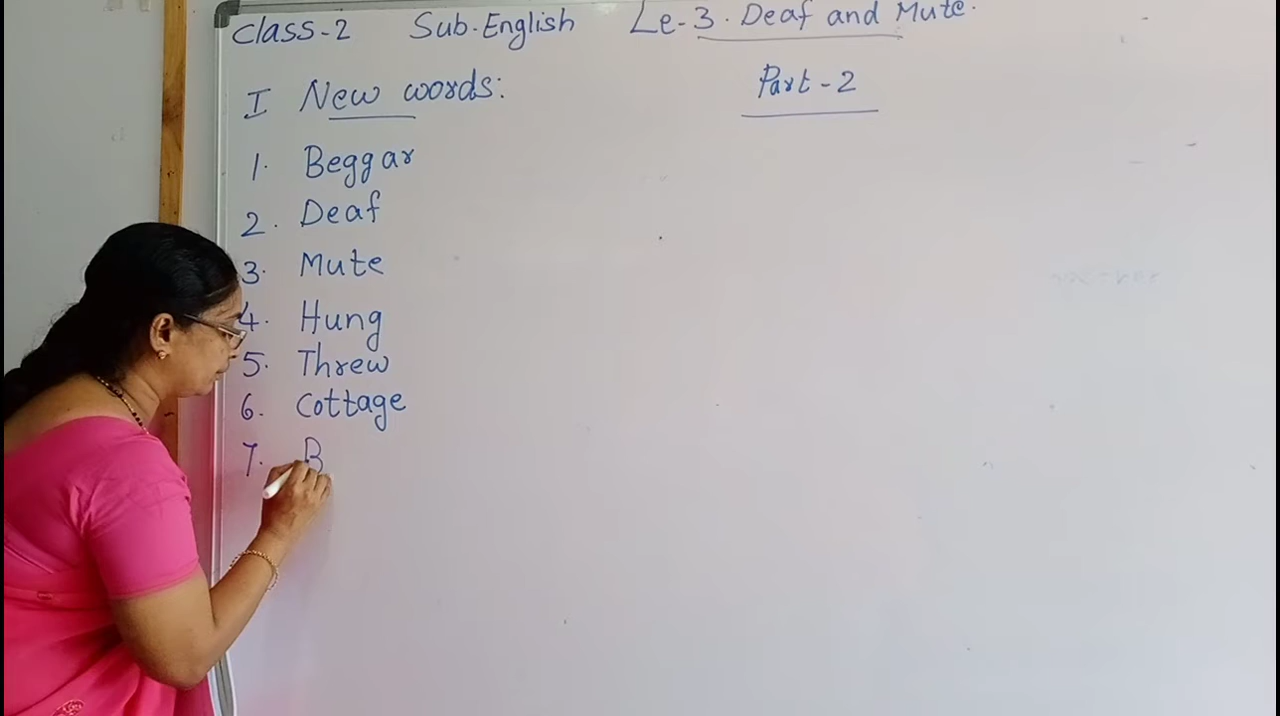 Class-2 Sub.English Le-3. Deaf and Mute.
I New words: Part-2
1. Beggar
2. Deaf
3. Mute
4. Hung
5. Threw
6. Cottage
7. B